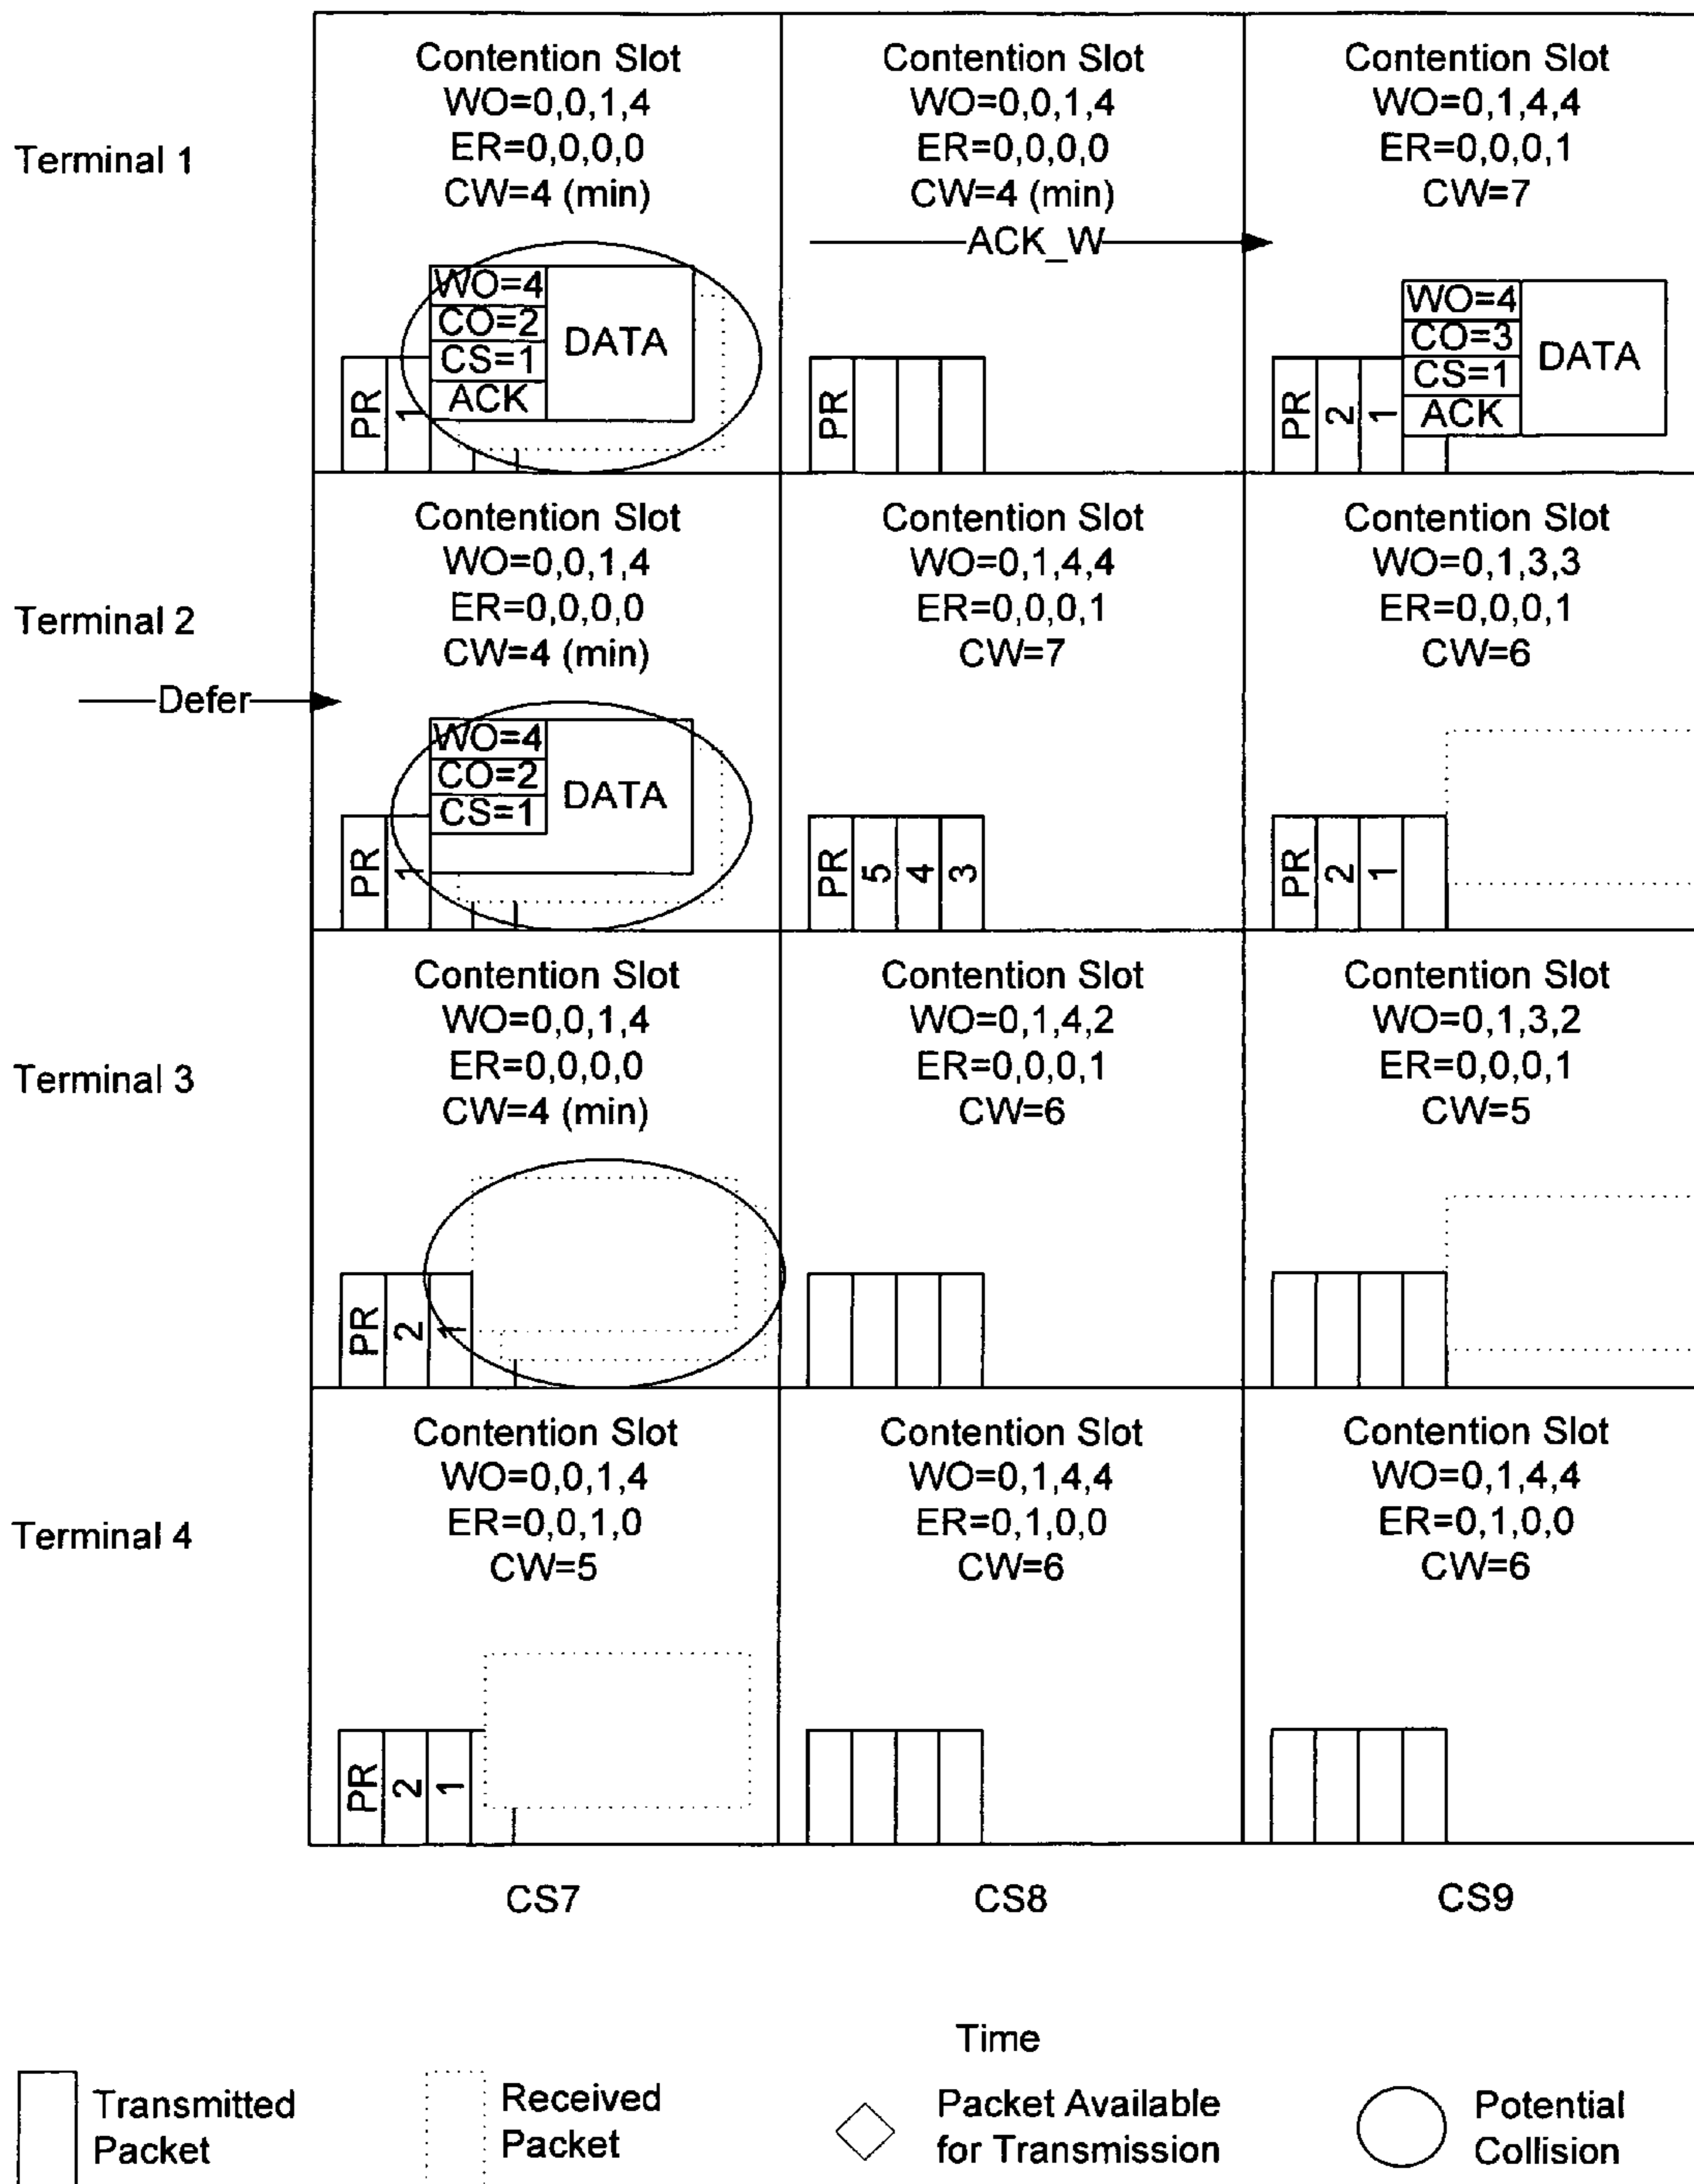 Terminal 1
Contention Slot
WO=0,0,1,4
ER=0,0,0,0
CW=4 (min)
WO=4
CO=2
CS=1
ACK
DATA
PR
1
Contention Slot
WO=0,0,1,4
ER=0,0,0,0
CW=4 (min)
ACK_W
PR
Contention Slot
WO=0,1,4,4
ER=0,0,0,1
CW=7
WO=4
CO=3
CS=1
ACK
DATA
PR
2
1
Terminal 2
Defer
Contention Slot
WO=0,0,1,4
ER=0,0,0,0
CW=4 (min)
WO=4
CO=2
CS=1
DATA
PR
1
Contention Slot
WO=0,1,4,4
ER=0,0,0,1
CW=7
PR
5
4
3
Contention Slot
WO=0,1,3,3
ER=0,0,0,1
CW=6
PR
2
1
Terminal 3
Contention Slot
WO=0,0,1,4
ER=0,0,0,0
CW=4 (min)
PR
2
1
Contention Slot
WO=0,1,4,2
ER=0,0,0,1
CW=6
Contention Slot
WO=0,1,3,2
ER=0,0,0,1
CW=5
Terminal 4
Contention Slot
WO=0,0,1,4
ER=0,0,1,0
CW=5
PR
2
1
Contention Slot
WO=0,1,4,4
ER=0,1,0,0
CW=6
Contention Slot
WO=0,1,4,4
ER=0,1,0,0
CW=6
CS7
CS8
CS9
Time
Transmitted
Packet
Received
Packet
Packet Available
for Transmission
Potential
Collision